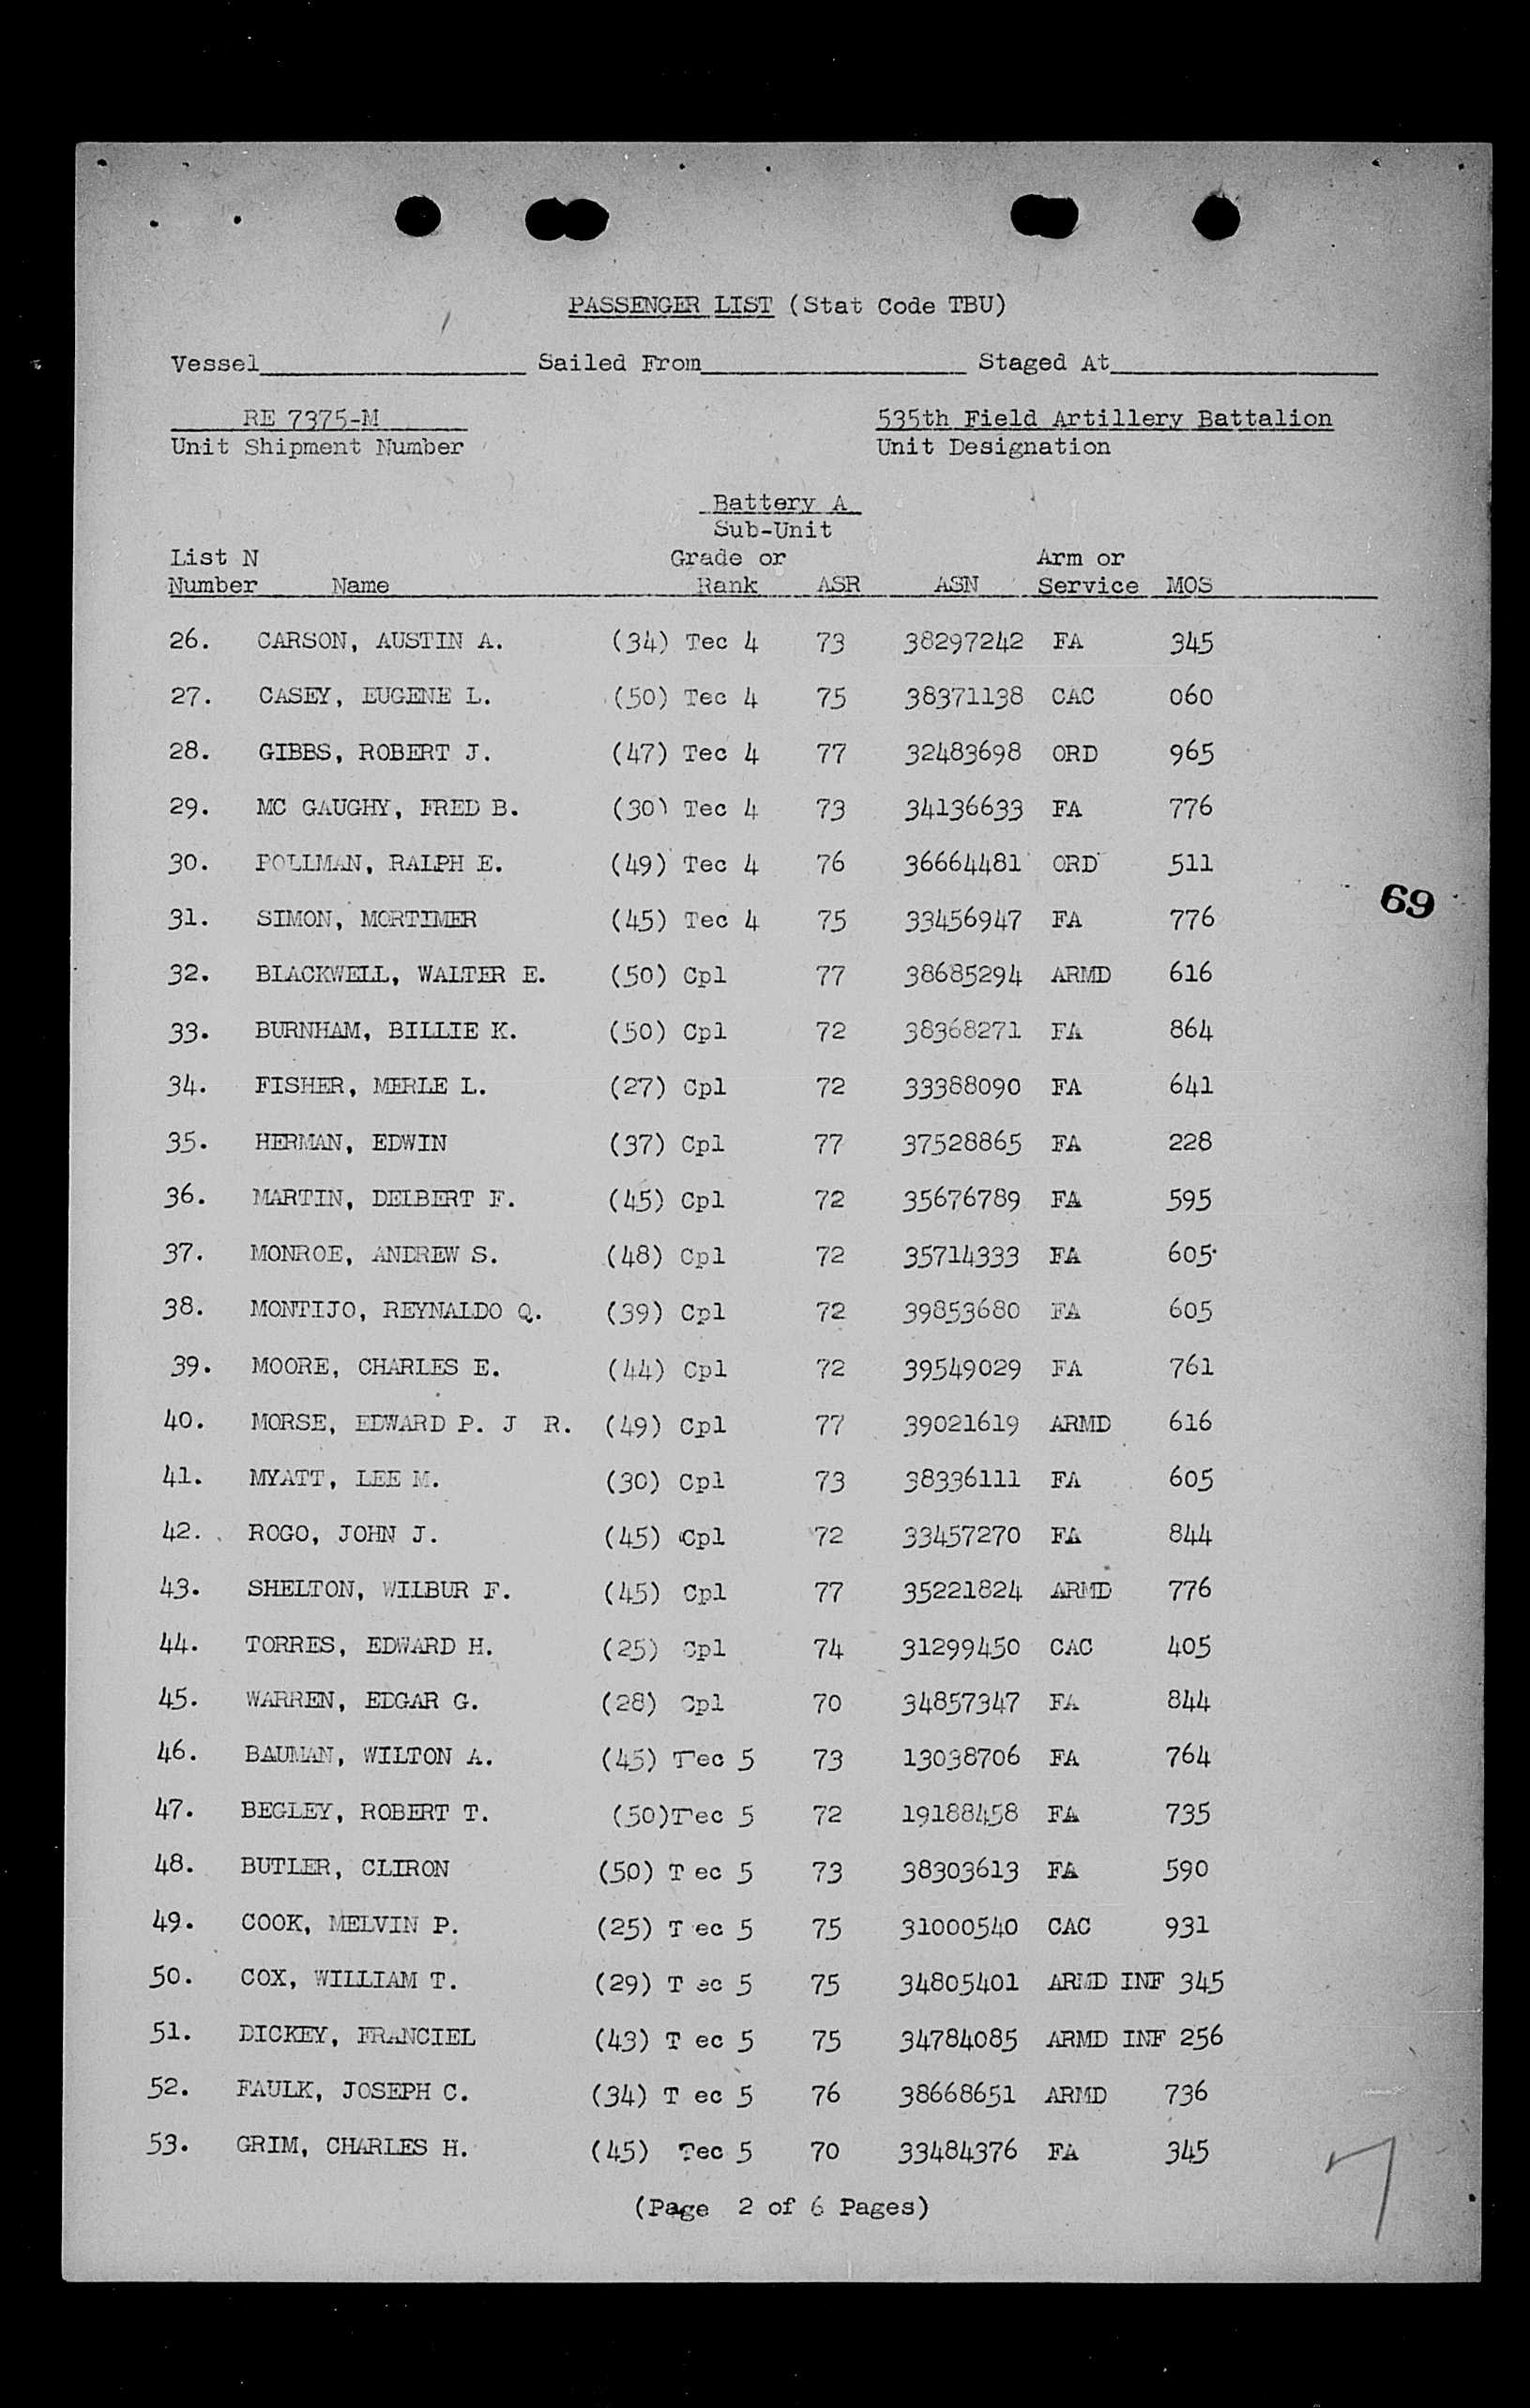 PASSENGER LIST (Stat Code TBU)
Vessel Sailed From Staged At
RE 7375-M 535th Field Artillery Battalion
Unit Shipment Number Unit Designation
Battery A
Sub-Unit
List N Grade or Arm or
Number Name Rank ASR ASN Service MOS
26. CARSON, AUSTIN A. (34) Tec 4 73 38297242 FA 345
27. CASEY, EUGENE L. (50) Tec 4 75 38371138 CAC 060
28. GIBBS, ROBERT J. (47) Tec 4 77 32483698 ORD 965
29. MC GAUGHY, FRED B. (30) Tec 4 73 34136633 FA 776
30. POLLMAN, RALPH E. (49) Tec 4 76 36664481 ORD 511
69
31. SIMON, MORTIMER (45) Tec 4 75 33456947 FA 776
32. BLACKWELL, WALTER E. (50) Cpl 77 38685294 ARMD 616
33. BURNHAM, BILLIE K. (50) Cpl 72 38368271 FA 864
34. FISHER, MERLE L. (27) Cpl 72 33388090 FA 641
35. HERMAN, EDWIN (37) Cpl 77 37528865 FA 228
36. MARTIN, DELBERT F. (45) Cpl 72 35676789 FA 595
37. MONROE, ANDREW S. (48) Cpl 72 35714333 FA 605
38. MONTIJO, REYNALDO Q. (39) Cpl 72 39853680 FA 605
39. MOORE, CHARLES E. (44) Cpl 72 39549029 FA 761
40. MORSE, EDWARD P. J R. (49) Cpl 77 39021619 ARMD 616
41. MYATT, LEE M. (30) Cpl 73 38336111 FA 605
42. ROGO, JOHN J. (45) Cpl 72 33457270 FA 844
43. SHELTON, WILBUR F. (45) Cpl 77 35221824 ARMD 776
44. TORRES, EDWARD H. (25) Cpl 74 31299450 CAC 405
45. WARREN, EDGAR G. (28) Cpl 70 34857347 FA 844
46. BAUMAN, WILTON A. (45) Tec 5 73 13038706 FA 764
47. BEGLEY, ROBERT T. (50)Tec 5 72 19188458 FA 735
48. BUTLER, CLIRON (50) T ec 5 73 38303613 FA 590
49. COOK, MELVIN P. (25) T ec 5 75 31000540 CAC 931
50. COX, WILLIAM T. (29) T ec 5 75 34805401 ARMD INF 345
51. DICKEY, FRANCIEL (43) T ec 5 75 34784085 ARMD INF 256
52. FAULK, JOSEPH C. (34) T ec 5 76 38668651 ARMD 736
53. GRIM, CHARLES H. (45) Tec 5 70 33484376 FA 345
7
(Page 2 of 6 Pages)